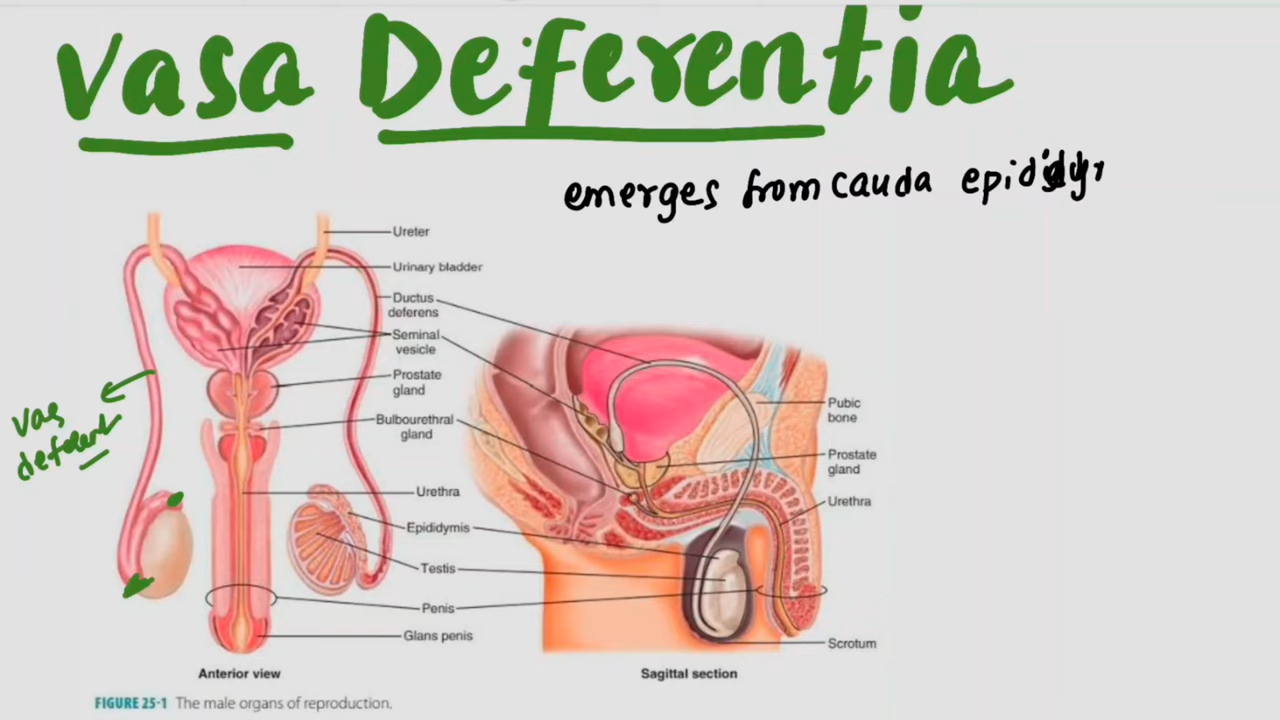 Vasa Deferentia
emerges from cauda
Ureter
Urinary bladder
Ductus
deferens
Seminal
vesicle
Prostate
gland
Bulbourethral
gland
Urethra
Epididymis
Testis
Penis
Glans penis
vas
Pubic
bone
Prostate
gland
Urethra
Scrotum
Anterior view
Sagittal section
FIGURE 25-1 The male organs of reproduction.